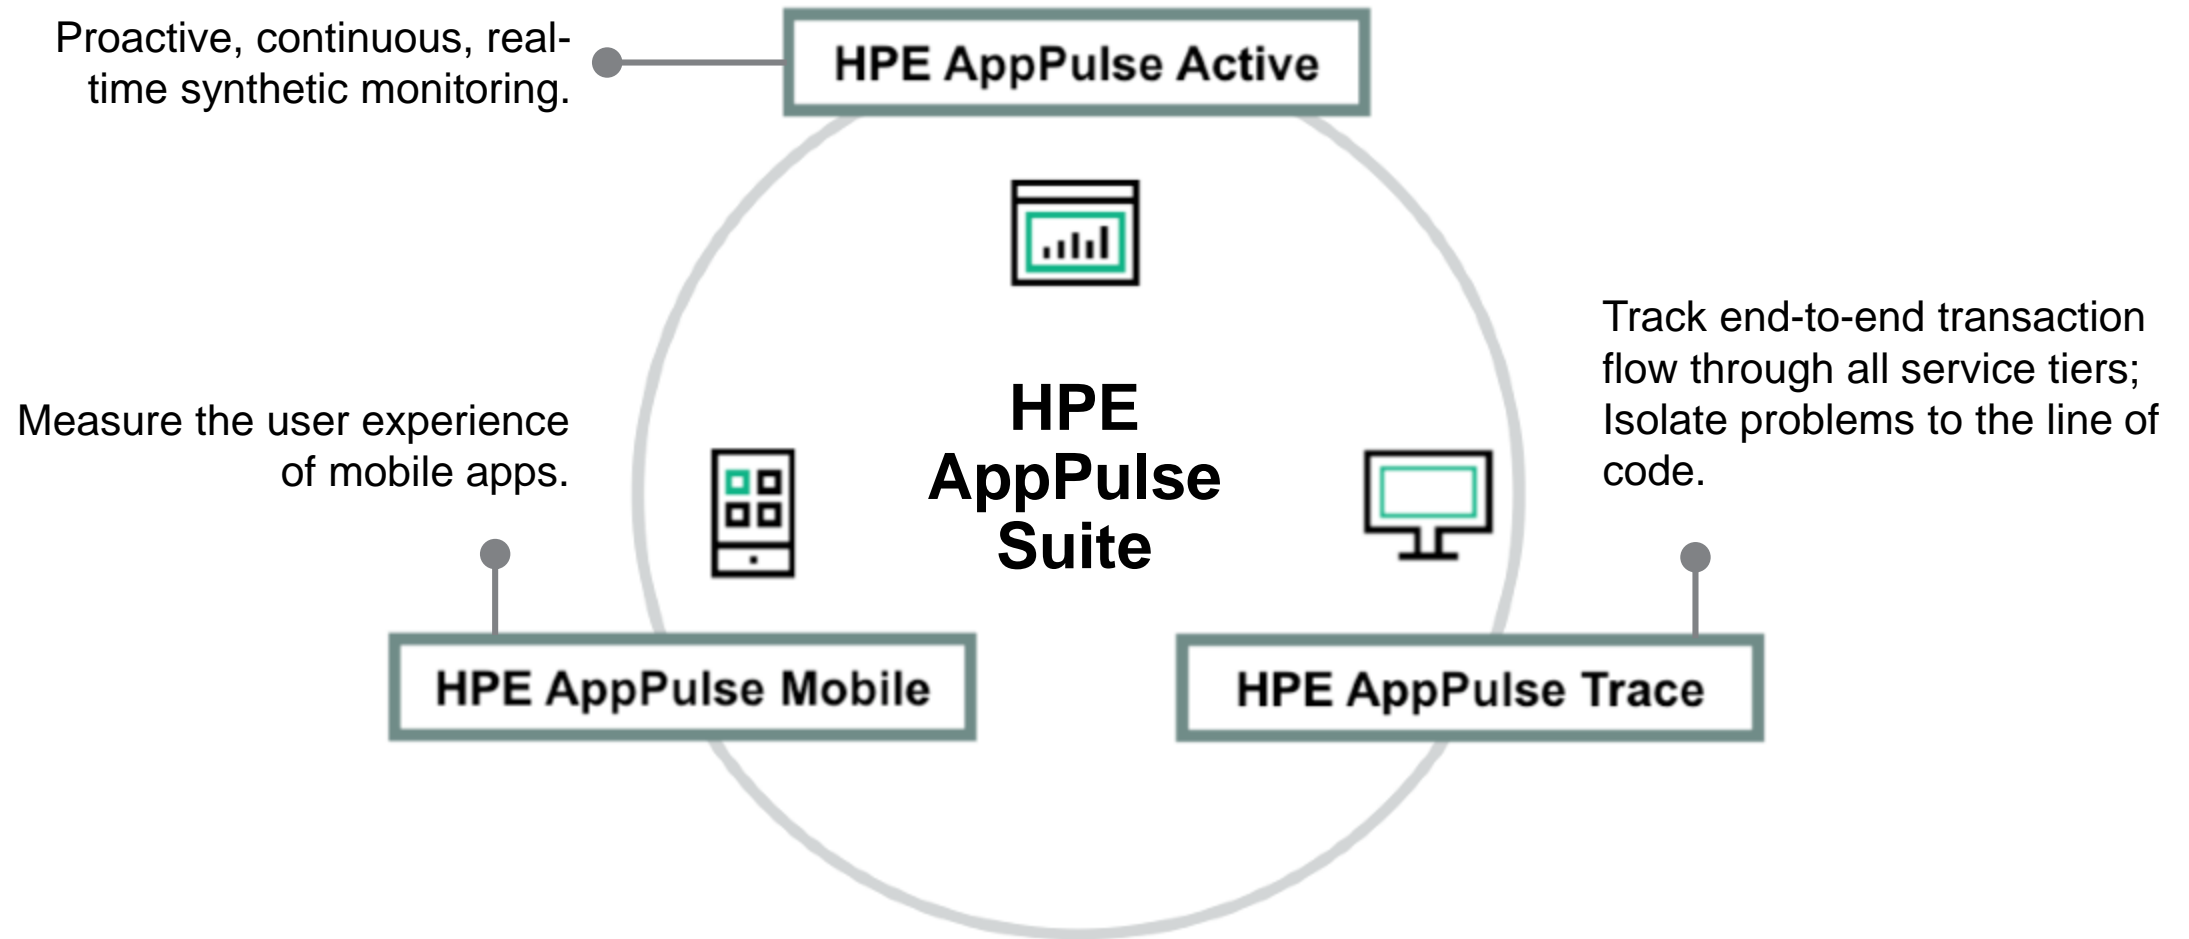 Proactive, continuous, real-
time synthetic monitoring.
HPE AppPulse Active
Track end-to-end transaction
flow through all service tiers;
Isolate problems to the line of
code.
HPE
AppPulse
Suite
Measure the user experience
of mobile apps.
HPE AppPulse Mobile
HPE AppPulse Trace